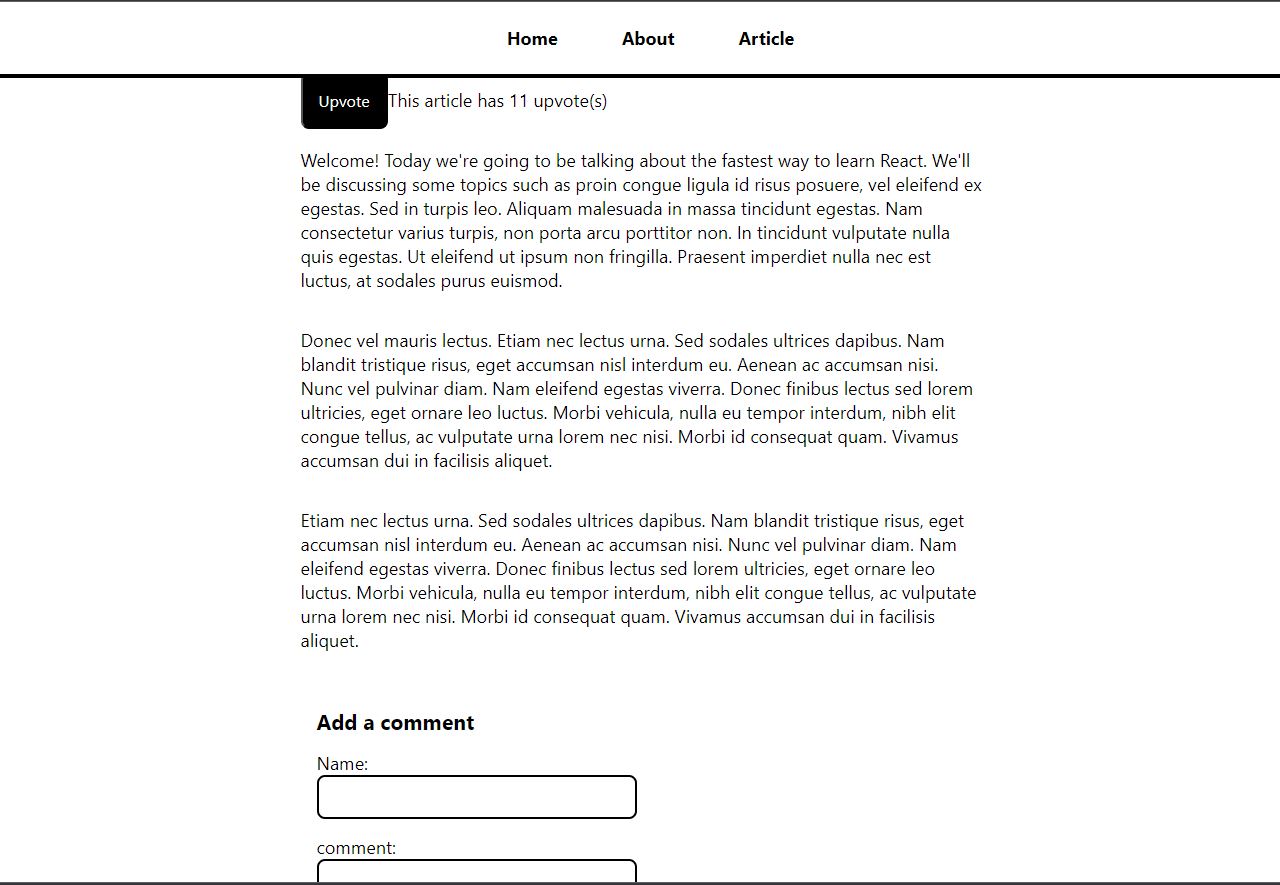 Home About Article
Upvote This article has 11 upvote(s)
Welcome! Today we're going to be talking about the fastest way to learn React. We'll
be discussing some topics such as proin congue ligula id risus posuere, vel eleifend ex
egestas. Sed in turpis leo. Aliquam malesuada in massa tincidunt egestas. Nam
consectetur varius turpis, non porta arcu porttitor non. In tincidunt vulputate nulla
quis egestas. Ut eleifend ut ipsum non fringilla. Praesent imperdiet nulla nec est
luctus, at sodales purus euismod.
Donec vel mauris lectus. Etiam nec lectus urna. Sed sodales ultrices dapibus. Nam
blandit tristique risus, eget accumsan nisl interdum eu. Aenean ac accumsan nisi.
Nunc vel pulvinar diam. Nam eleifend egestas viverra. Donec finibus lectus sed lorem
ultricies, eget ornare leo luctus. Morbi vehicula, nulla eu tempor interdum, nibh elit
congue tellus, ac vulputate urna lorem nec nisi. Morbi id consequat quam. Vivamus
accumsan dui in facilisis aliquet.
Etiam nec lectus urna. Sed sodales ultrices dapibus. Nam blandit tristique risus, eget
accumsan nisl interdum eu. Aenean ac accumsan nisi. Nunc vel pulvinar diam. Nam
eleifend egestas viverra. Donec finibus lectus sed lorem ultricies, eget ornare leo
luctus. Morbi vehicula, nulla eu tempor interdum, nibh elit congue tellus, ac vulputate
urna lorem nec nisi. Morbi id consequat quam. Vivamus accumsan dui in facilisis
aliquet.
Add a comment
Name:
comment: